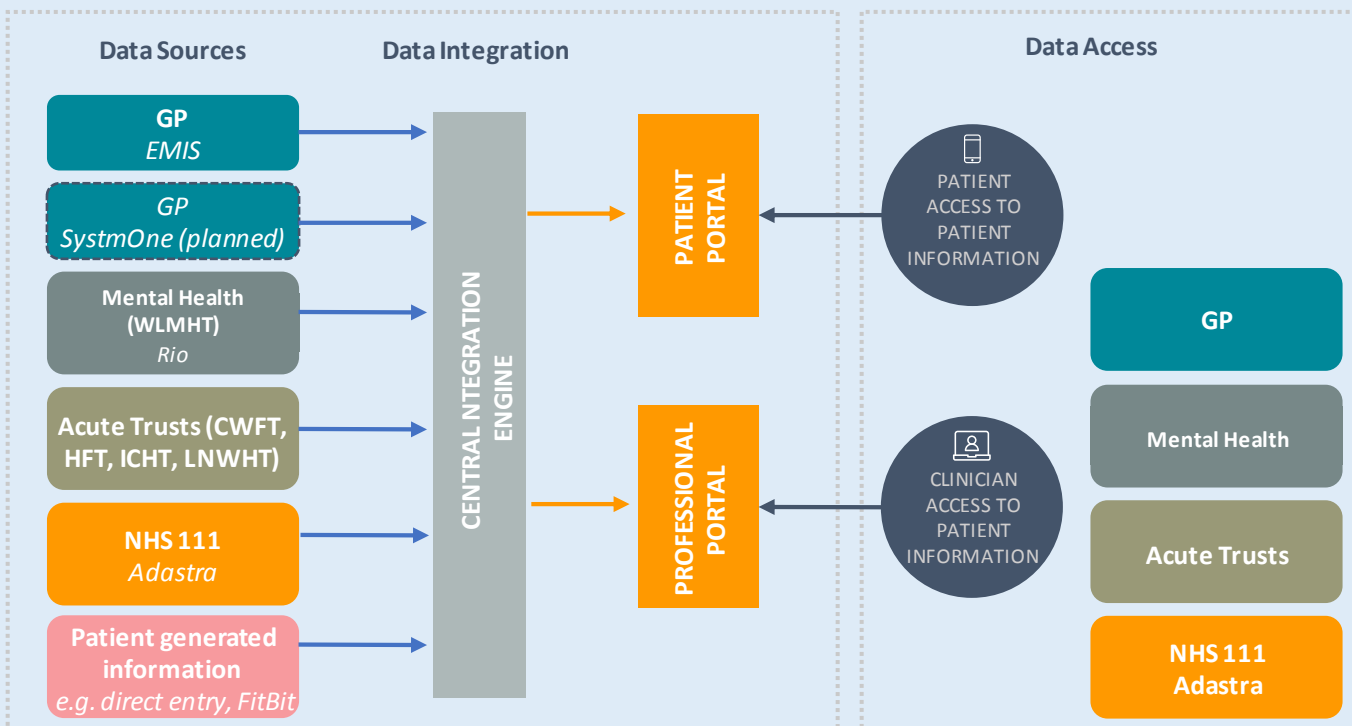 Data Sources
Data Integration
Data Access
GP
EMIS
GP
SystmOne (planned)
Mental Health
(WLMHT)
Rio
Acute Trusts (CWFT,
HFT, ICHT, LNWHT)
NHS 111
Adastra
Patient generated
information
e.g. direct entry, FitBit
CENTRAL NTEGRATION
ENGINE
PATIENT
PORTAL
PROFESSIONAL
PORTAL
PATIENT
ACCESS TO
PATIENT
INFORMATION
CLINICIAN
ACCESS TO
PATIENT
INFORMATION
GP
Mental Health
Acute Trusts
NHS 111
Adastra